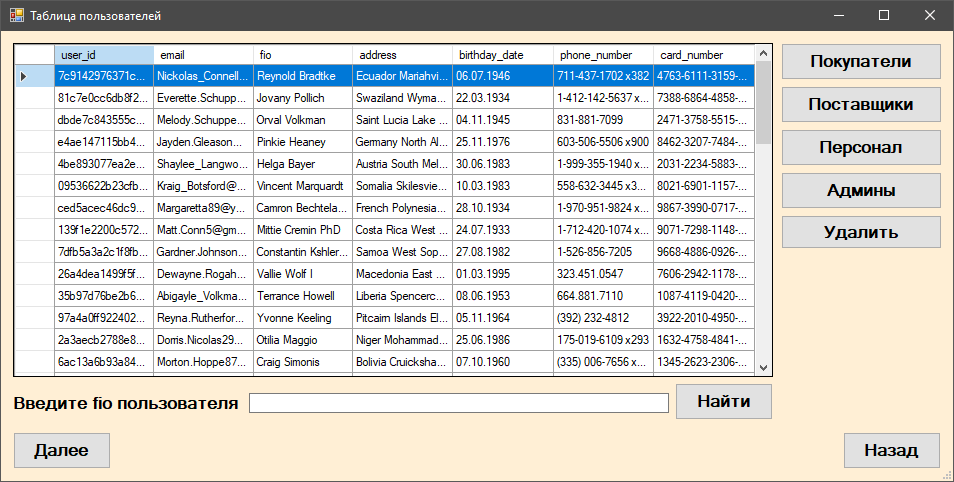 Таблица пользователей
user_id email fio address birthday_date phone_number card_number
7c9142976371c... Nickolas_Connell... Reynold Bradtke Ecuador Mariahvi... 06.07.1946 711-437-1702 x382 4763-6111-3159-...
81c7e0cc6db8f2... Everette.Schupp... Jovany Pollich Swaziland Wyma... 22.03.1934 1-412-142-5637 x... 7388-6864-4858-...
dbde7c843555c... Melody.Schuppe... Orval Volkman Saint Lucia Lake ... 04.11.1945 831-881-7099 2471-3758-5515-...
e4ae147115bb4... Jayden.Gleason... Pinkie Heaney Germany North Al... 25.11.1976 603-506-5506 x900 8462-3207-7484-...
4be893077ea2e... Shaylee_Langwo... Helga Bayer Austria South Mel... 30.06.1983 1-999-355-1940 x... 2031-2234-5883-...
09536622b23cfb... Kraig_Botsford@... Vincent Marquardt Somalia Skilesvie... 10.03.1983 558-632-3445 x3... 8021-6901-1157-...
ced5acec46dc9... Margaretta89@y... Camron Bechtela... French Polynesia... 28.10.1934 1-970-951-9824 x... 9867-3990-0717-...
139f1e2200c572... Matt.Conn5@gm... Mittie Cremin PhD Costa Rica West ... 24.07.1933 1-712-420-1074 x... 9071-7298-1148-...
7dfb5a3a2c1f8fb... Gardner.Johnson... Constantin Kshler... Samoa West Sop... 27.08.1982 1-526-856-7205 9668-4886-0926-...
26a4dea1499f5f... Dewayne.Rogah... Vallie Wolf I Macedonia East ... 01.03.1995 323.451.0547 7606-2942-1178-...
35b97d76be2b6... Abigayle_Volkma... Terrance Howell Liberia Spencerc... 08.06.1953 664.881.7110 1087-4119-0420-...
97a4a0ff922402... Reyna.Rutherfor... Yvonne Keeling Pitcairn Islands El... 05.11.1964 (392) 232-4812 3922-2010-4950-...
2a3aecb2788e8... Dorris.Nicolas29... Otilia Maggio Niger Mohammad... 25.06.1986 175-019-6109 x293 1632-4758-4841-...
6ac13a6b93a84... Morton.Hoppe87... Craig Simonis Bolivia Cruicksha... 07.10.1960 (335) 006-7656 x... 1345-2623-2306-...
Покупатели
Поставщики
Персонал
Админы
Удалить
Введите fio пользователя
Найти
Далее
Назад